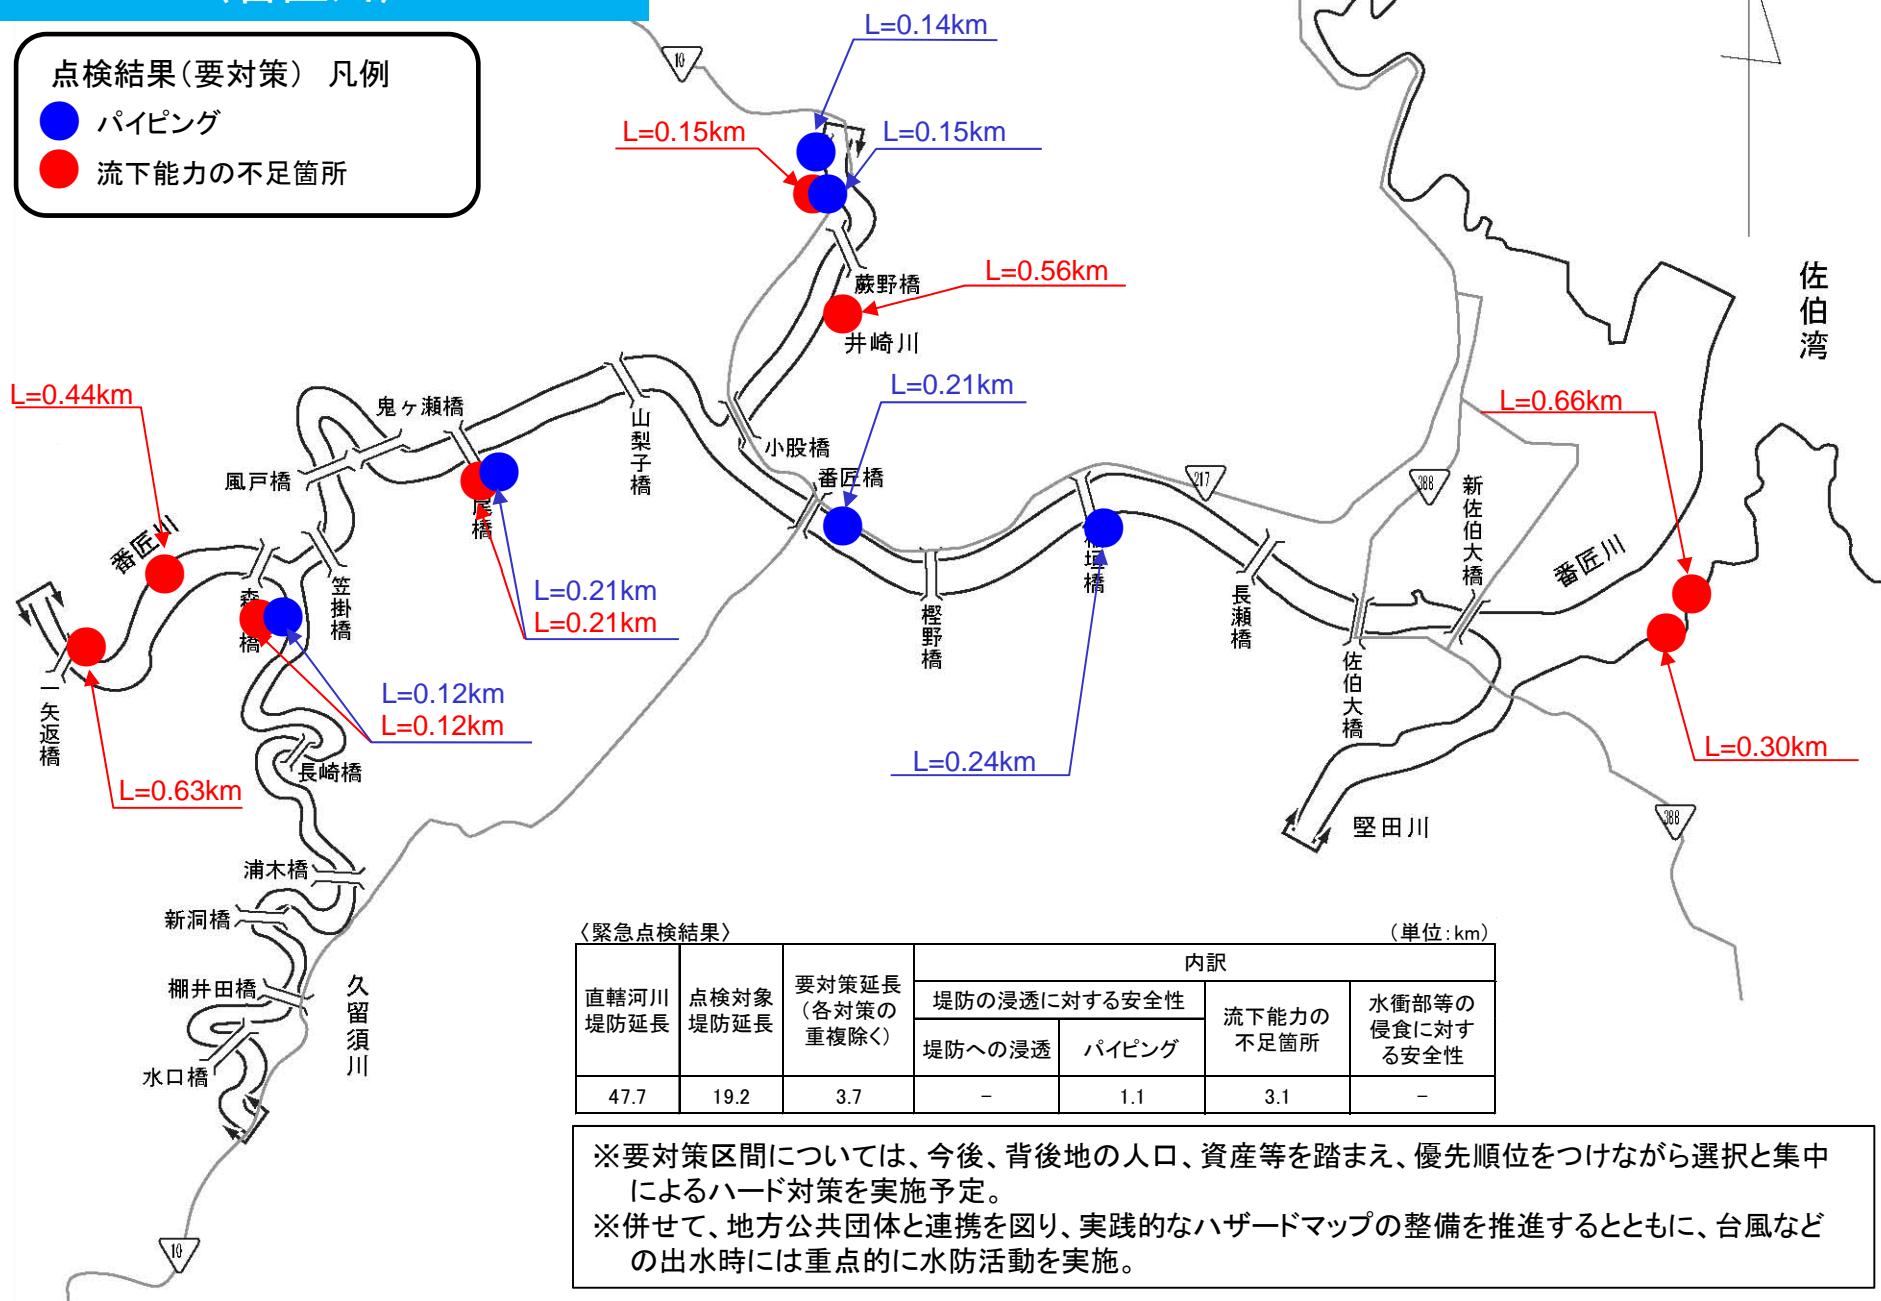 点検結果(要対策) 凡例
パイピング
流下能力の不足箇所
10
L=0.14km
L=0.15km
L=0.15km
蕨野橋
L=0.56km
井崎川
佐伯湾
L=0.44km
鬼ヶ瀬橋
山梨子橋
小股橋
L=0.21km
番匠橋
L=0.66km
風戸橋
尾橋
217
388
新佐伯大橋
番匠川
番匠川
笠掛橋
森
橋
L=0.21km
L=0.21km
樫野橋
垣橋
長瀬橋
佐伯大橋
一矢返橋
L=0.12km
L=0.12km
L=0.63km
長崎橋
L=0.24km
L=0.30km
堅田川
388
浦木橋
新洞橋
棚井田橋
久留須川
水口橋
10
〈緊急点検結果〉
(単位:km)
直轄河川
堤防延長
点検対象
堤防延長
要対策延長
(各対策の
重複除く)
内訳
堤防の浸透に対する安全性
堤防への浸透
パイピング
流下能力の
不足箇所
水衝部等の
侵食に対す
る安全性
47.7 19.2 3.7 − 1.1 3.1 −
※要対策区間については、今後、背後地の人口、資産等を踏まえ、優先順位をつけながら選択と集中
によるハード対策を実施予定。
※併せて、地方公共団体と連携を図り、実践的なハザードマップの整備を推進するとともに、台風など
の出水時には重点的に水防活動を実施。